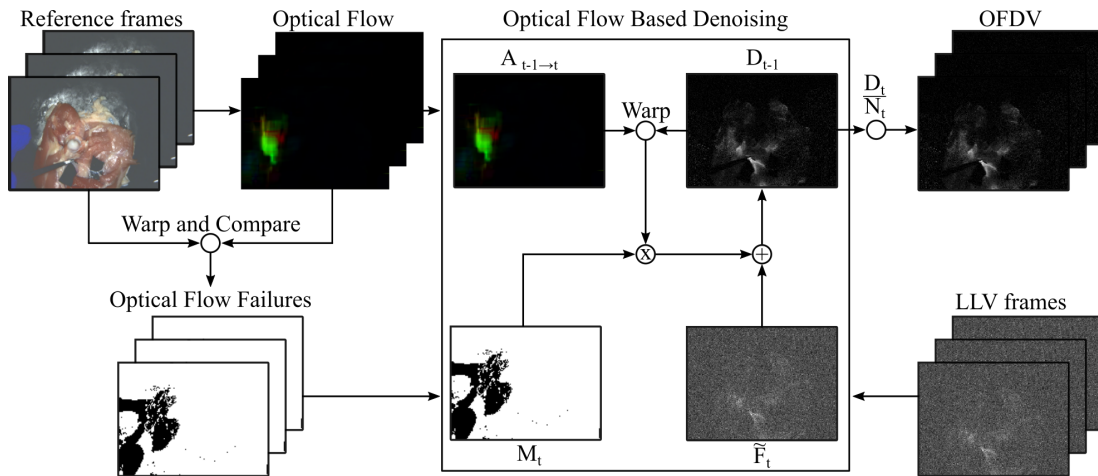 Reference frames
Optical Flow
Optical Flow Based Denoising
OFDV
A t-1→t
D t-1
Warp
D t
N t
Warp and Compare
x
+
Optical Flow Failures
LLV frames
M t
F̃ t